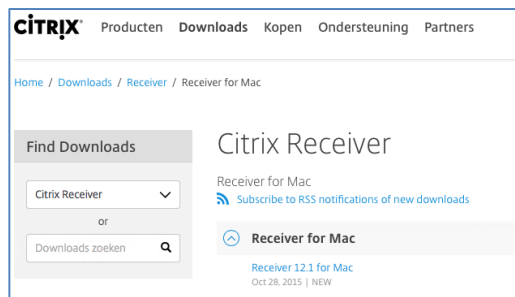 CİTRIX Producten Downloads Kopen Ondersteuning Partners
Home / Downloads / Receiver / Receiver for Mac
Find Downloads
Citrix Receiver
or
Downloads zoeken
Citrix Receiver
Receiver for Mac
Subscribe to RSS notifications of new downloads
Receiver for Mac
Receiver 12.1 for Mac
Oct 28, 2015 | NEW